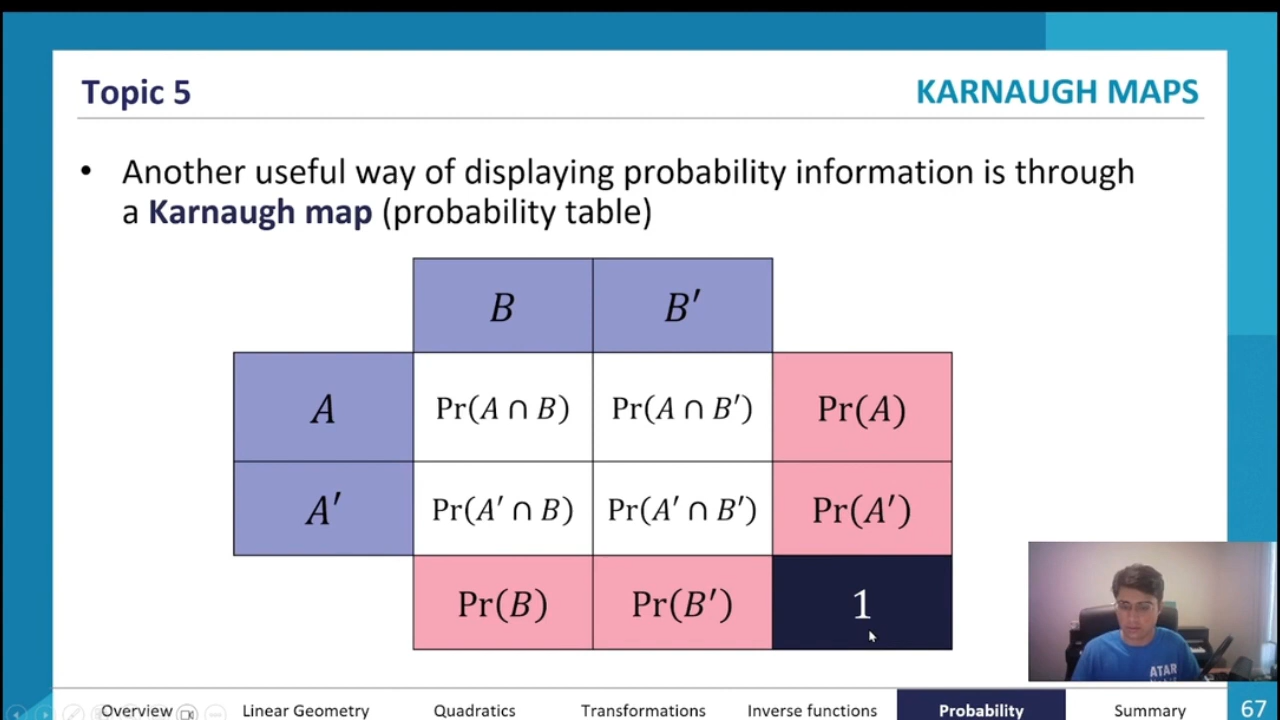 Topic 5
KARNAUGH MAPS
• Another useful way of displaying probability information is through
a Karnaugh map (probability table)
B B′
A Pr(A ∩ B) Pr(A ∩ B′) Pr(A)
A′ Pr(A′ ∩ B) Pr(A′ ∩ B′) Pr(A′)
Pr(B) Pr(B′) 1
ATAR
Overview Linear Geometry Quadratics Transformations Inverse functions Probability Summary 67